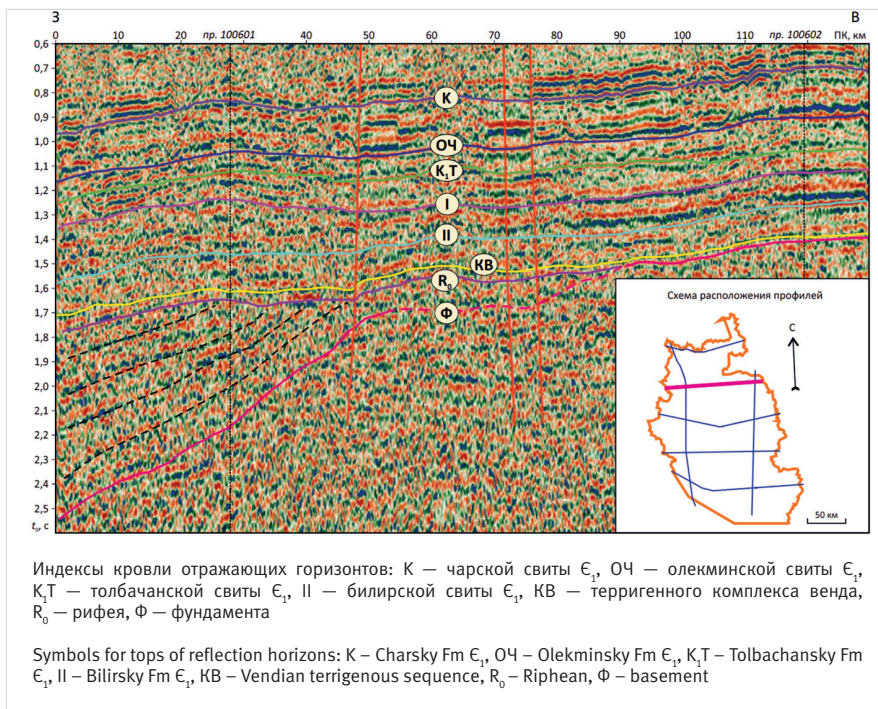 З В
0 10 20 пр. 100601 30 40 50 60 70 80 90 100 110 пр. 100602 ПК, км
0,6
0,7
0,8
0,9
1,0
1,1
1,2
1,3
1,4
1,5
1,6
1,7
1,8
1,9
2,0
2,1
2,2
2,3
2,4
2,5
t₀, с
К
ОЧ
К₁Т
I
II
КВ
R₀
Ф
Схема расположения профилей
С
50 км
Индексы кровли отражающих горизонтов: К — чарской свиты Є₁, ОЧ — олекминской свиты Є₁,
К₁Т — толбачанской свиты Є₁, II — билирской свиты Є₁, КВ — терригенного комплекса венда,
R₀ — рифея, Ф — фундамента
Symbols for tops of reflection horizons: К – Charsky Fm Є₁, ОЧ – Olekminsky Fm Є₁, К₁Т – Tolbachansky Fm
Є₁, II – Bilirsky Fm Є₁, КВ – Vendian terrigenous sequence, R₀ – Riphean, Ф – basement